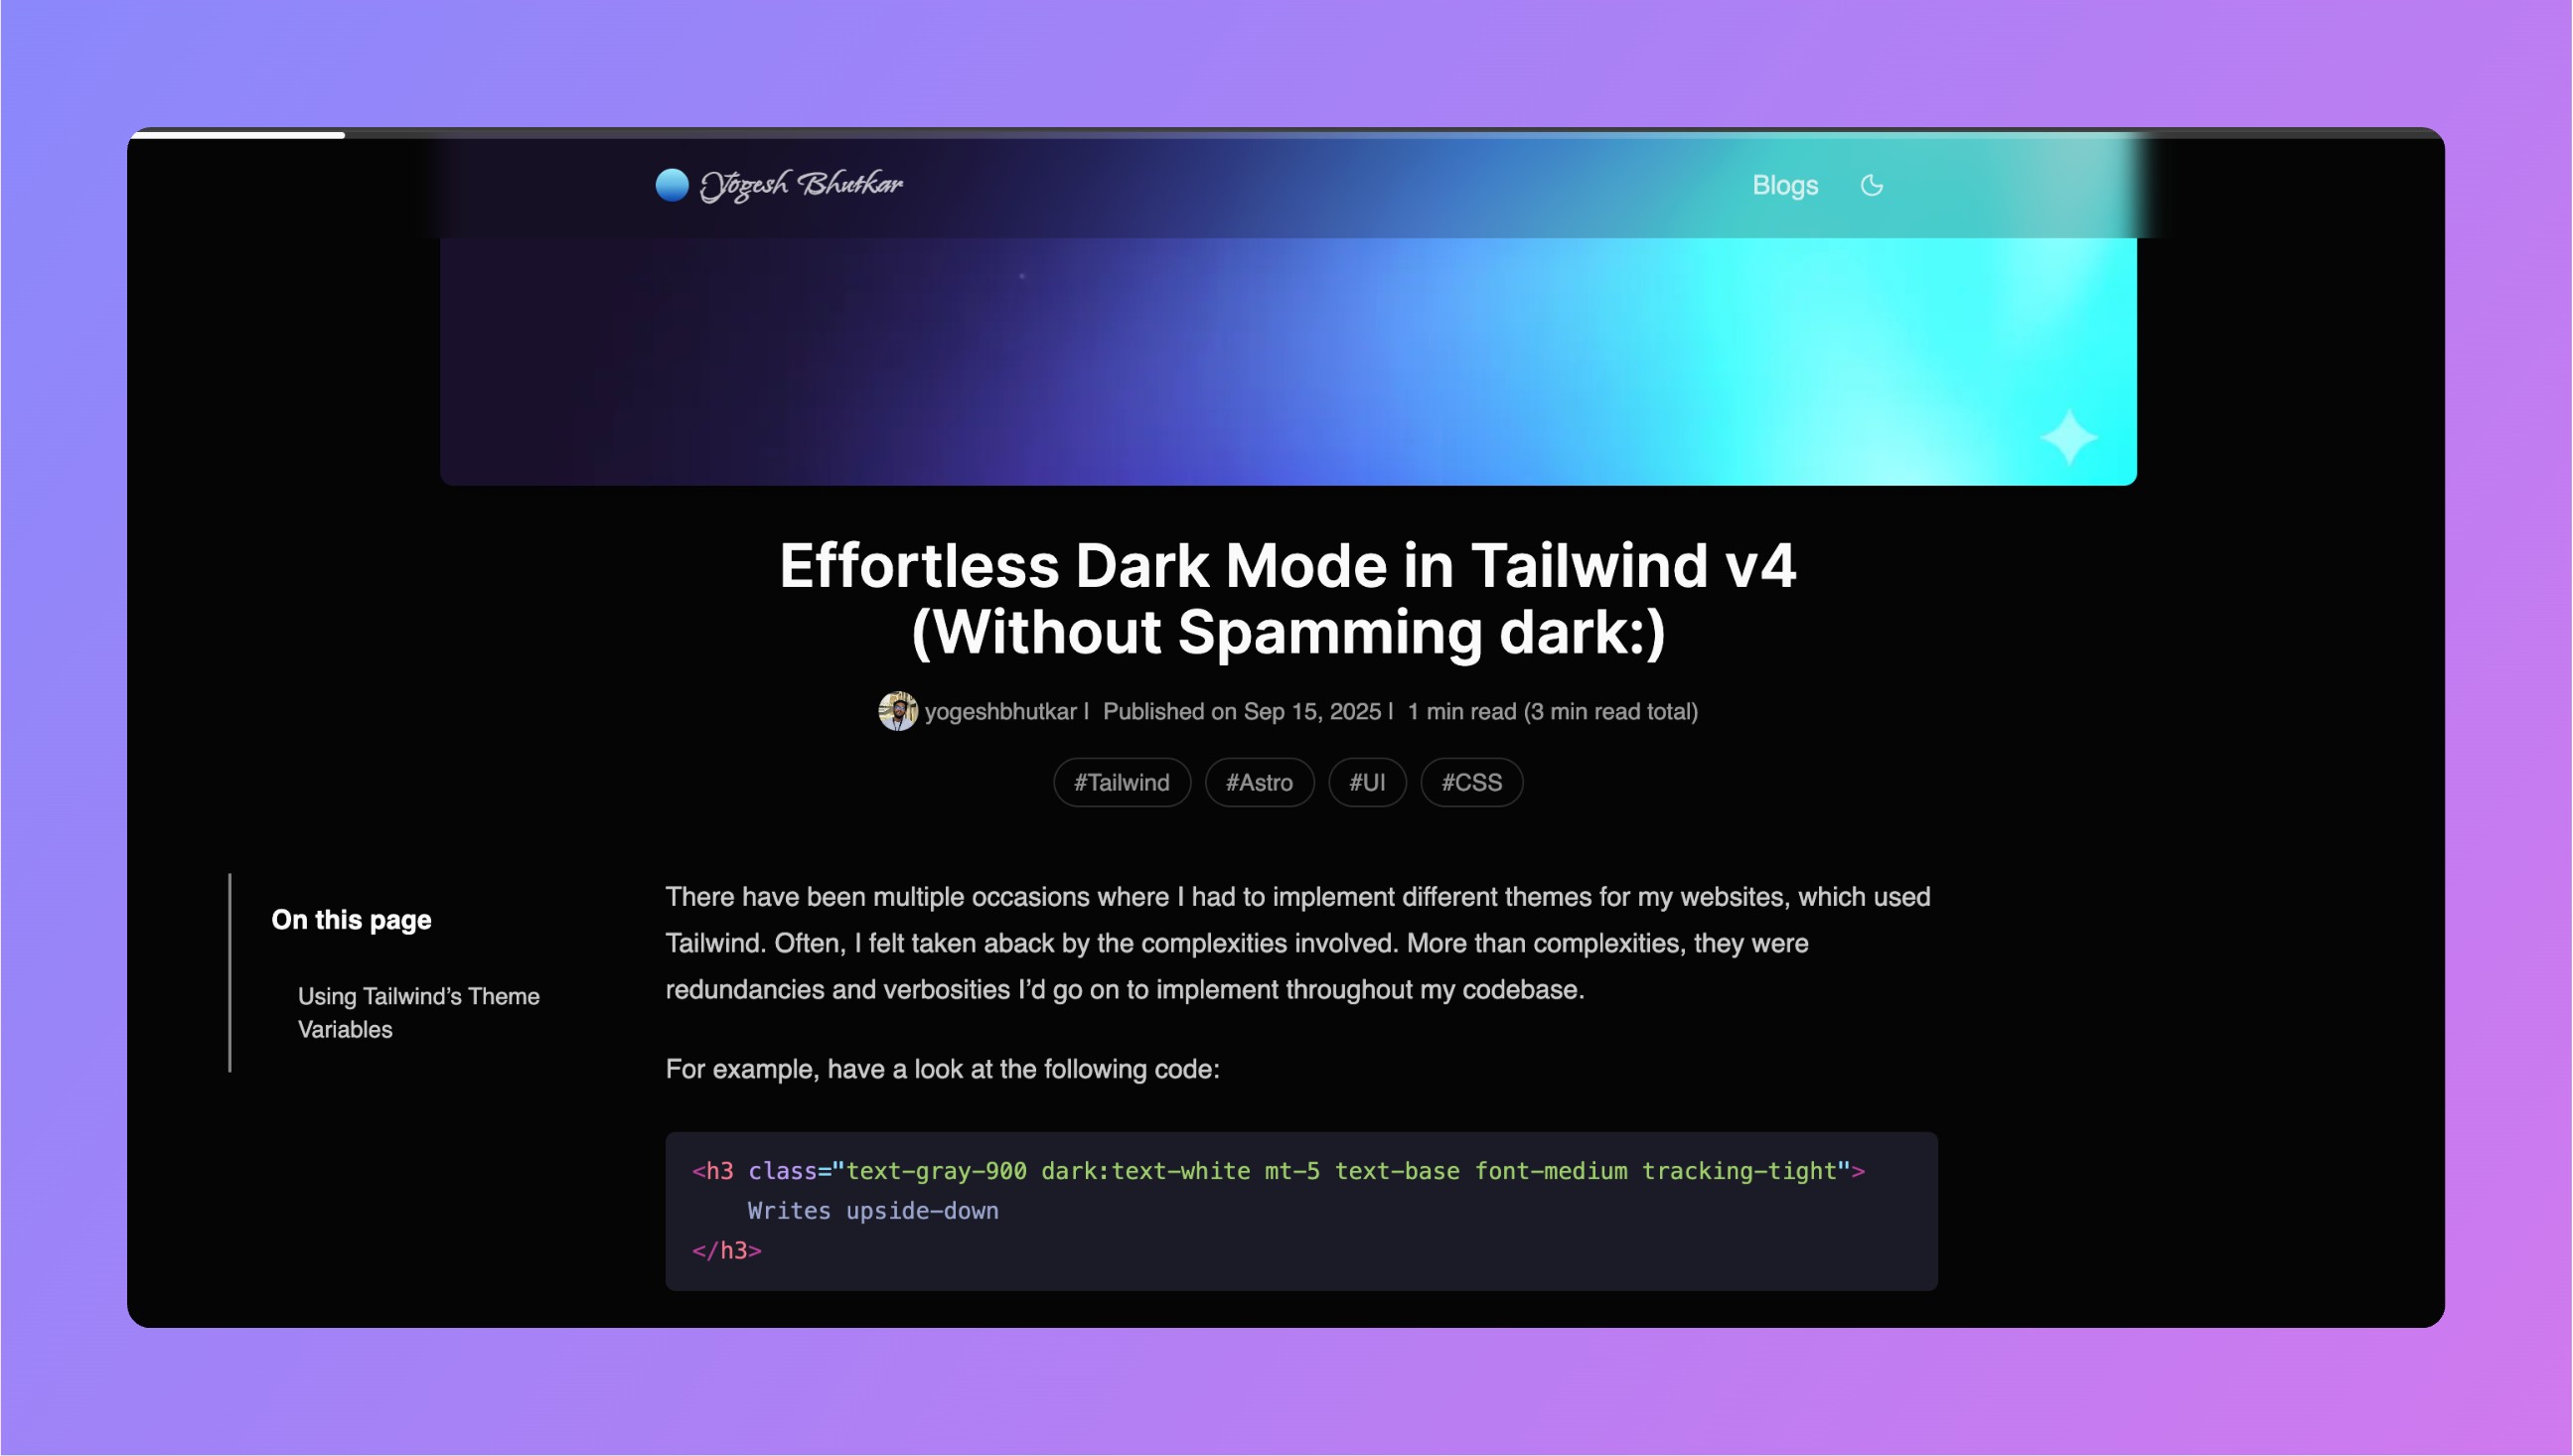 Yogesh Bhutkar
Blogs
Effortless Dark Mode in Tailwind v4
(Without Spamming dark:)
yogeshbhutkar | Published on Sep 15, 2025 | 1 min read (3 min read total)
#Tailwind #Astro #UI #CSS
On this page
Using Tailwind’s Theme
Variables
There have been multiple occasions where I had to implement different themes for my websites, which used
Tailwind. Often, I felt taken aback by the complexities involved. More than complexities, they were
redundancies and verbosities I’d go on to implement throughout my codebase.
For example, have a look at the following code:
<h3 class="text-gray-900 dark:text-white mt-5 text-base font-medium tracking-tight">
    Writes upside-down
</h3>